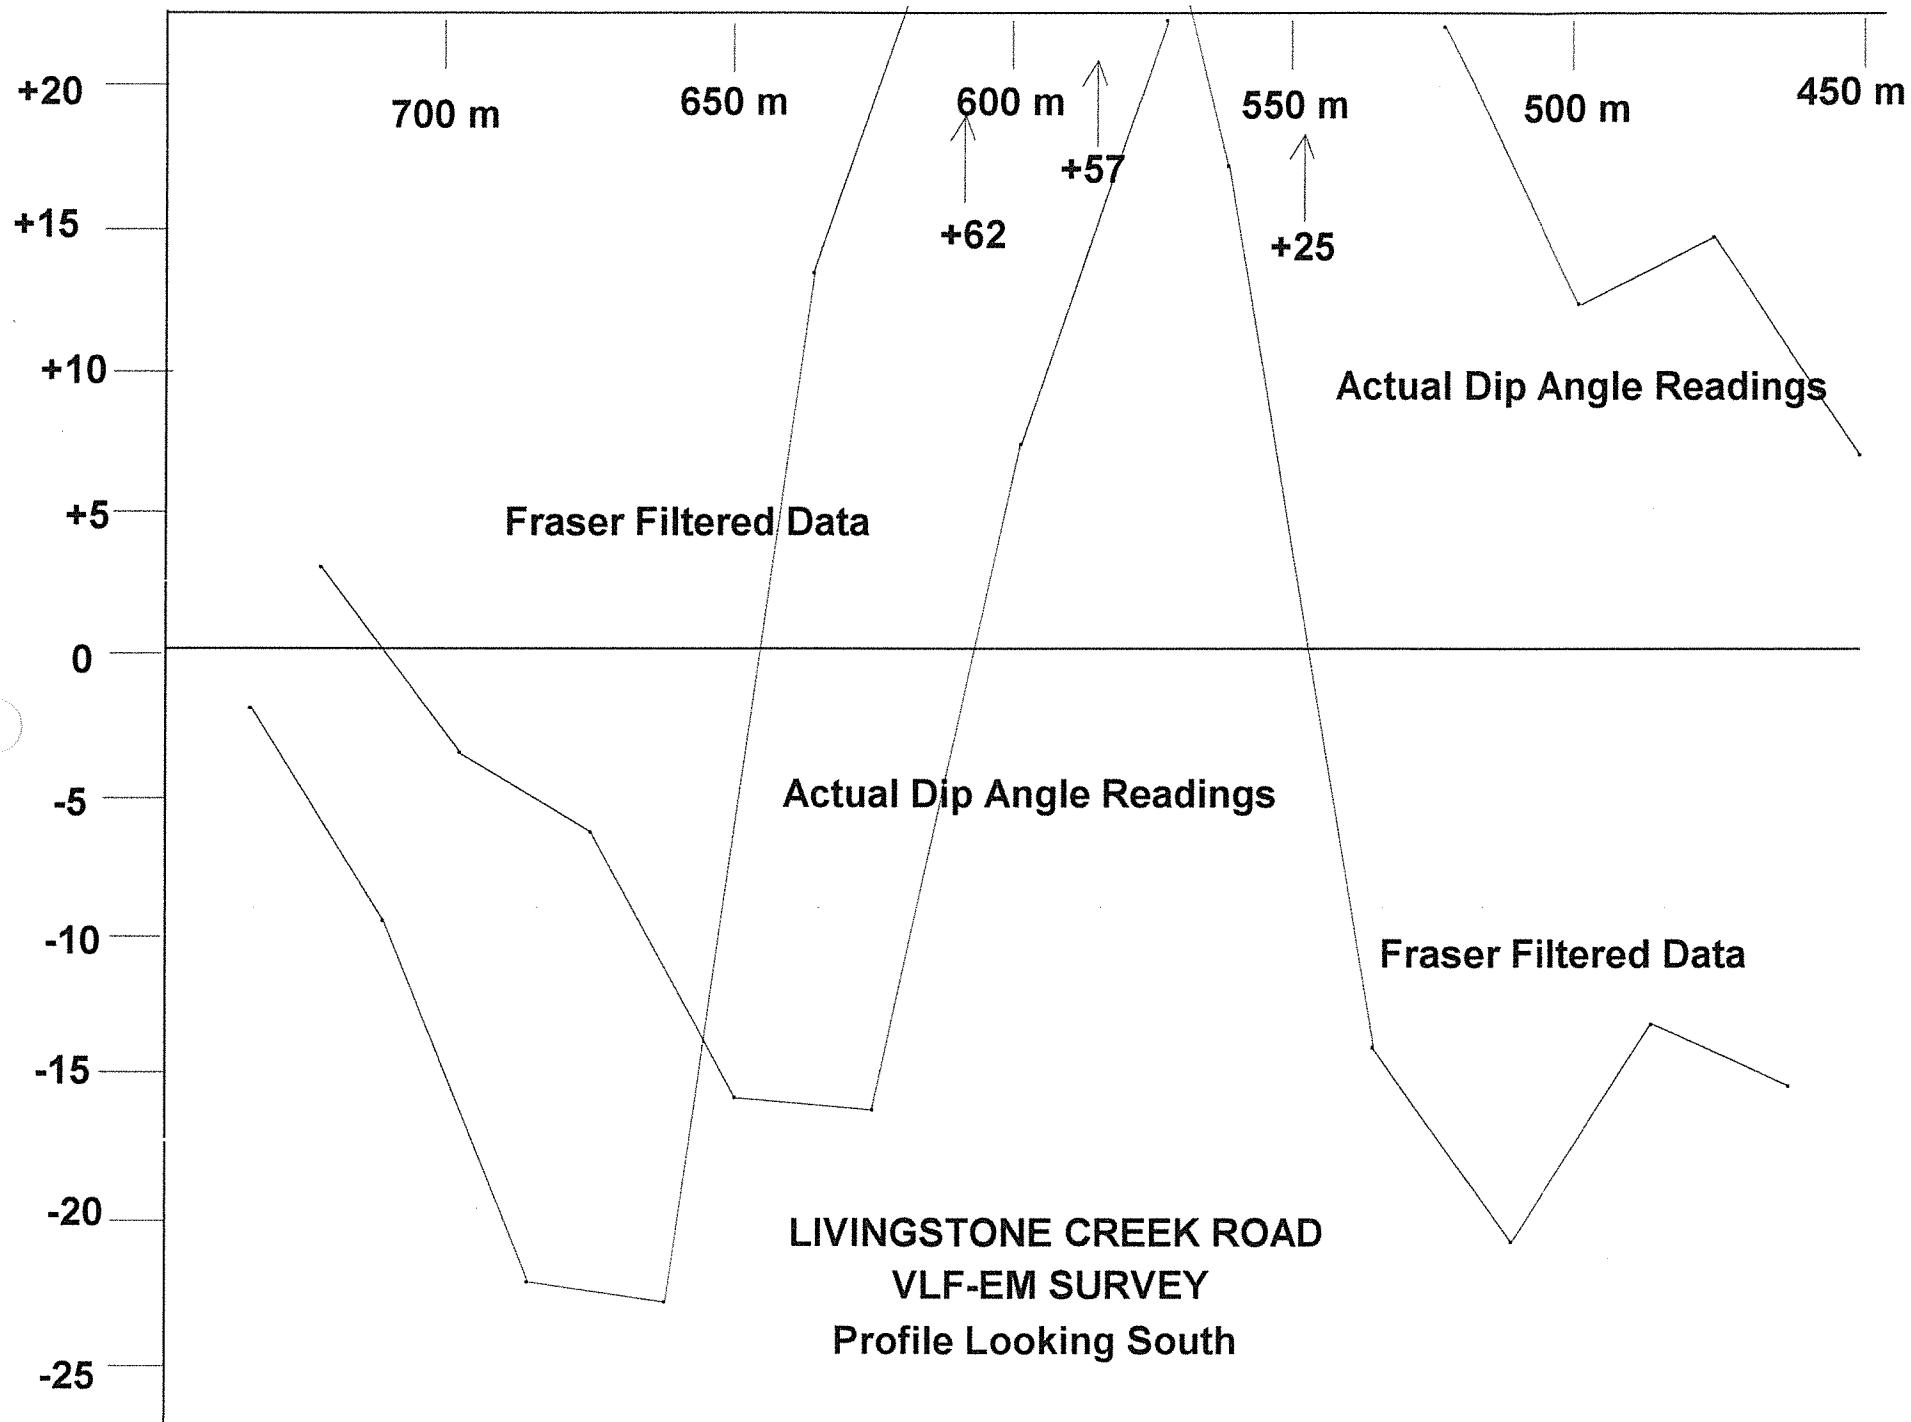 +20
700 m
650 m
600 m
550 m
500 m
450 m
+57
+15
+62
+25
+10
Actual Dip Angle Readings
+5
Fraser Filtered Data
0
-5
Actual Dip Angle Readings
-10
Fraser Filtered Data
-15
-20
LIVINGSTONE CREEK ROAD
VLF-EM SURVEY
Profile Looking South
-25